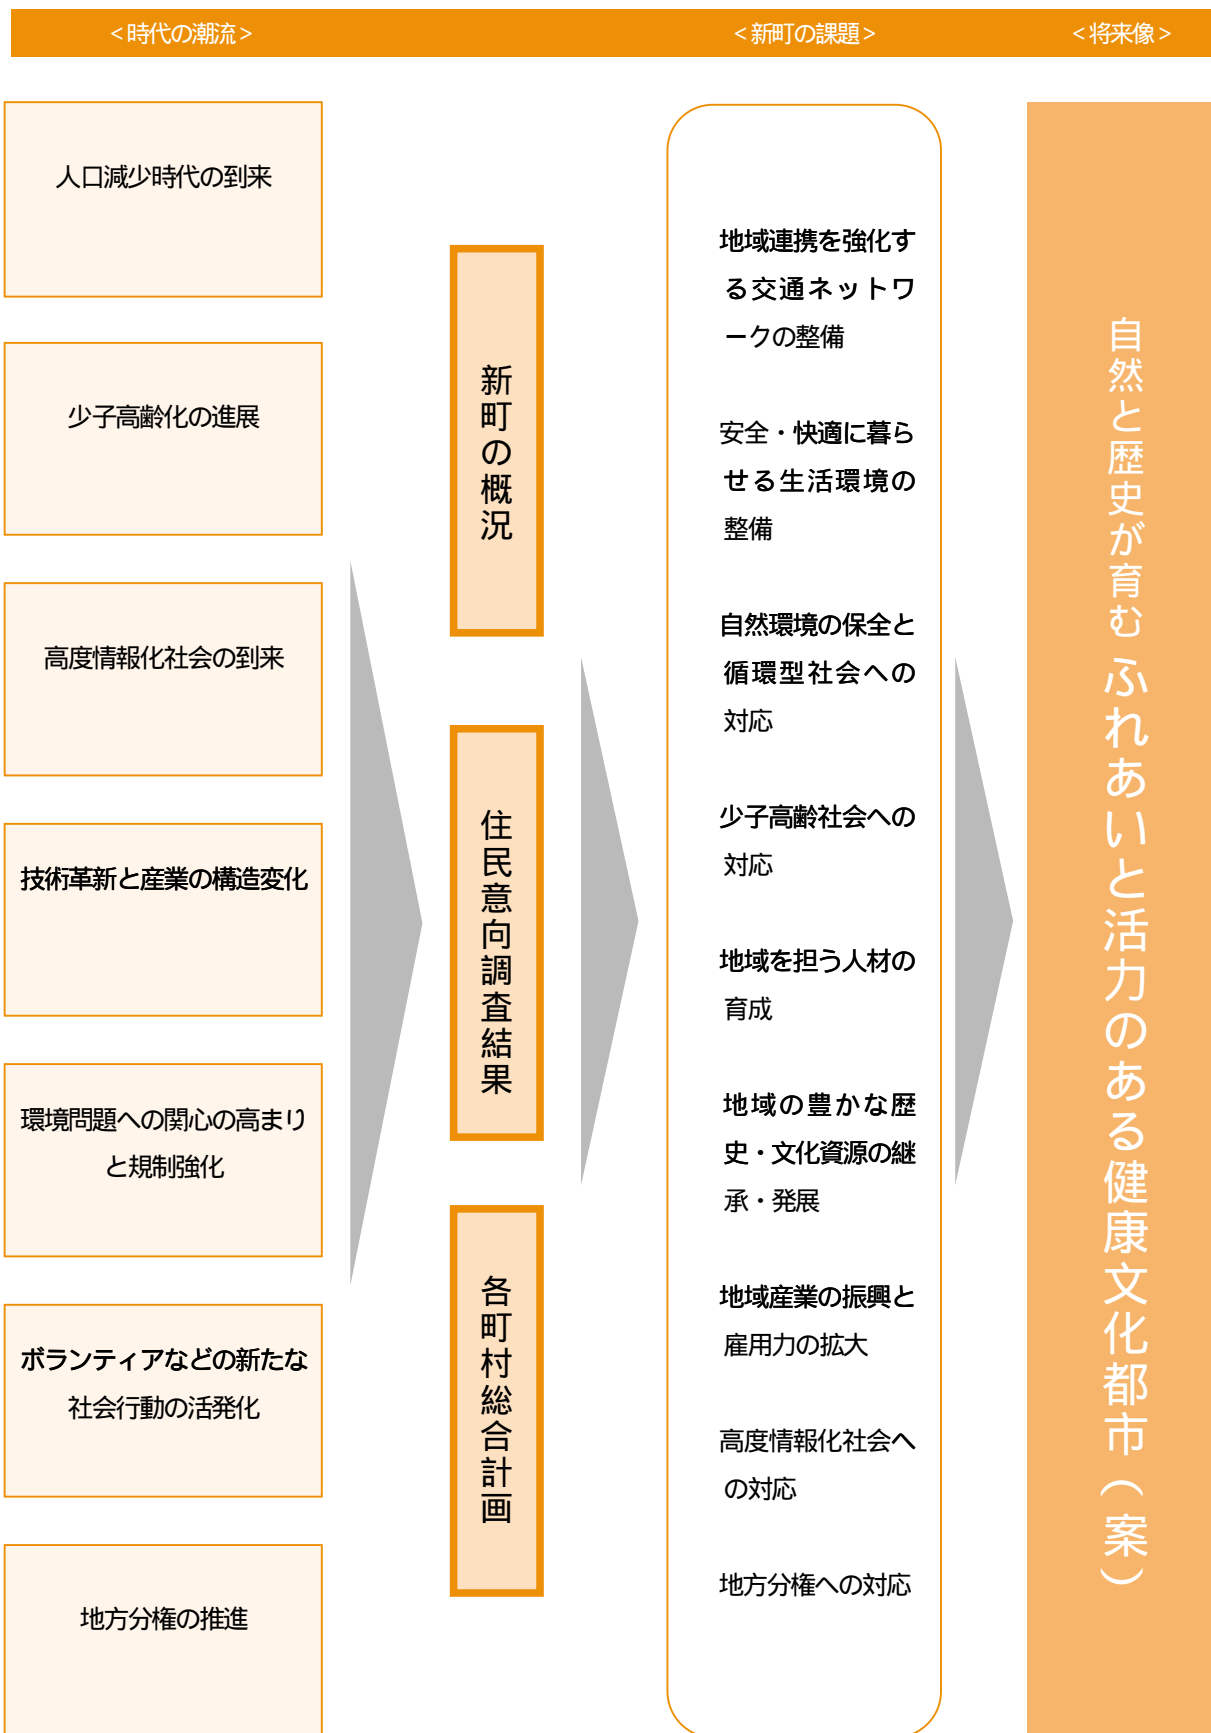 <時代の潮流>
<新町の課題>
<将来像>
人口減少時代の到来
少子高齢化の進展
高度情報化社会の到来
技術革新と産業の構造変化
環境問題への関心の高まり
と規制強化
ボランティアなどの新たな
社会行動の活発化
地方分権の推進
新町の概況
住民意向調査結果
各町村総合計画
地域連携を強化す
る交通ネットワ
ークの整備
安全・快適に暮ら
せる生活環境の
整備
自然環境の保全と
循環型社会への
対応
少子高齢社会への
対応
地域を担う人材の
育成
地域の豊かな歴
史・文化資源の継
承・発展
地域産業の振興と
雇用力の拡大
高度情報化社会へ
の対応
地方分権への対応
自然と歴史が育む ふれあいと活力のある健康文化都市（案）